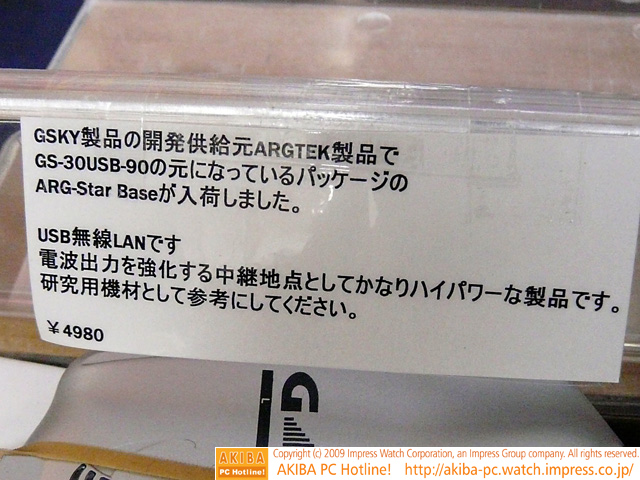 GSKY製品の開発供給元ARGTEK製品で
GS-30USB-90の元になっているパッケージの
ARG-Star Baseが入荷しました。
USB無線LANです
電波出力を強化する中継地点としてかなりハイパワーな製品です。
研究用機材として参考にしてください。
￥4980
G
L
AKIBA
PC Hotline!
Copyright (c) 2009 Impress Watch Corporation, an Impress Group company. All rights reserved.
AKIBA PC Hotline! http://akiba-pc.watch.impress.co.jp/